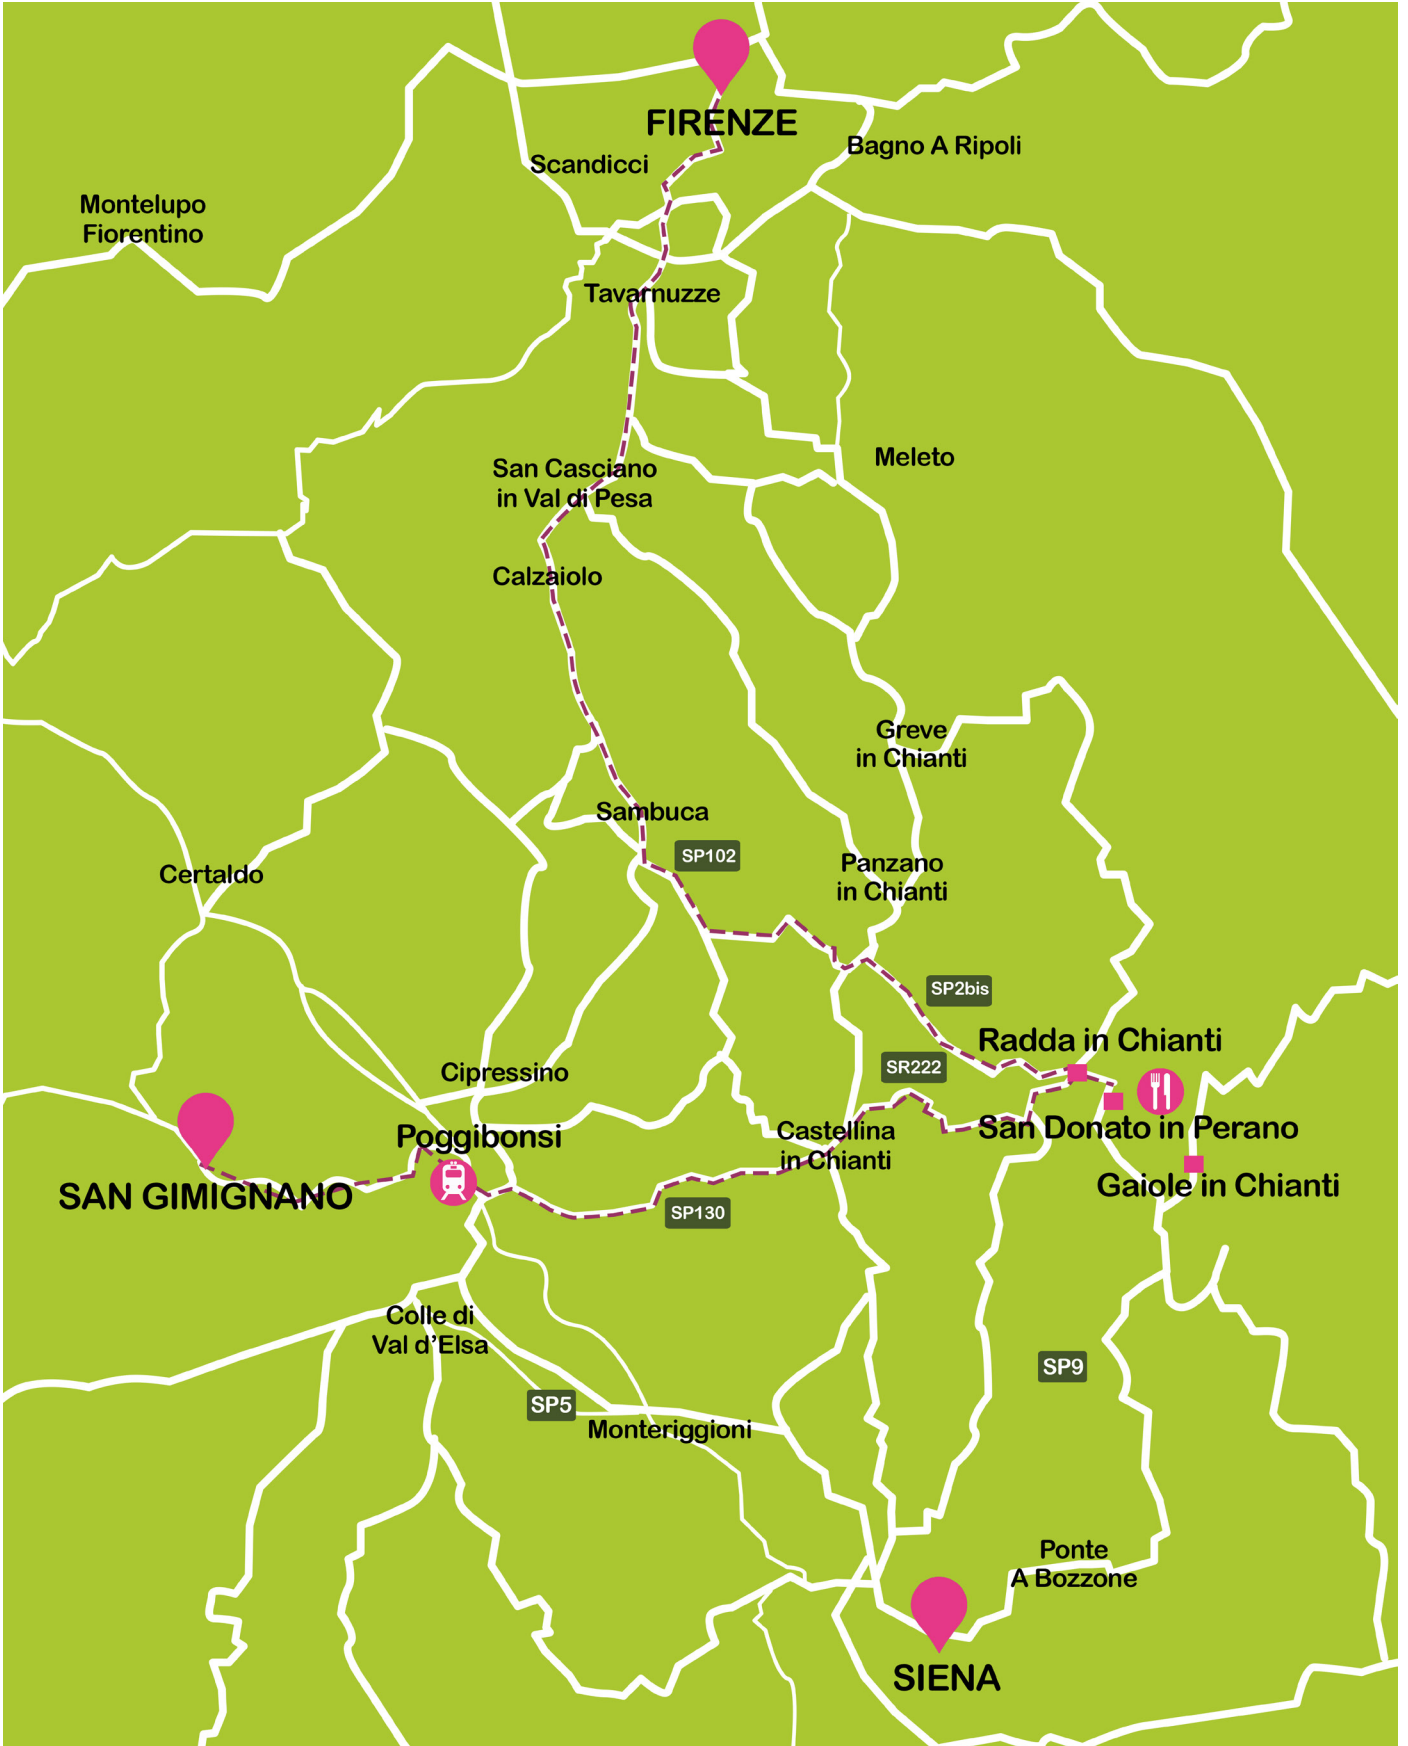 FIRENZE
Bagno A Ripoli
Scandicci
Montelupo
Fiorentino
Tavarnuzze
Meleto
San Casciano
in Val di Pesa
Calzaiolo
Greve
in Chianti
Sambuca
SP102
Panzano
in Chianti
Certaldo
SP2bis
Radda in Chianti
SR222
Cipressino
San Donato in Perano
Castellina
in Chianti
Poggibonsi
Gaiole in Chianti
SAN GIMIGNANO
SP130
Colle di
Val d'Elsa
SP9
SP5
Monteriggioni
Ponte
A Bozzone
SIENA